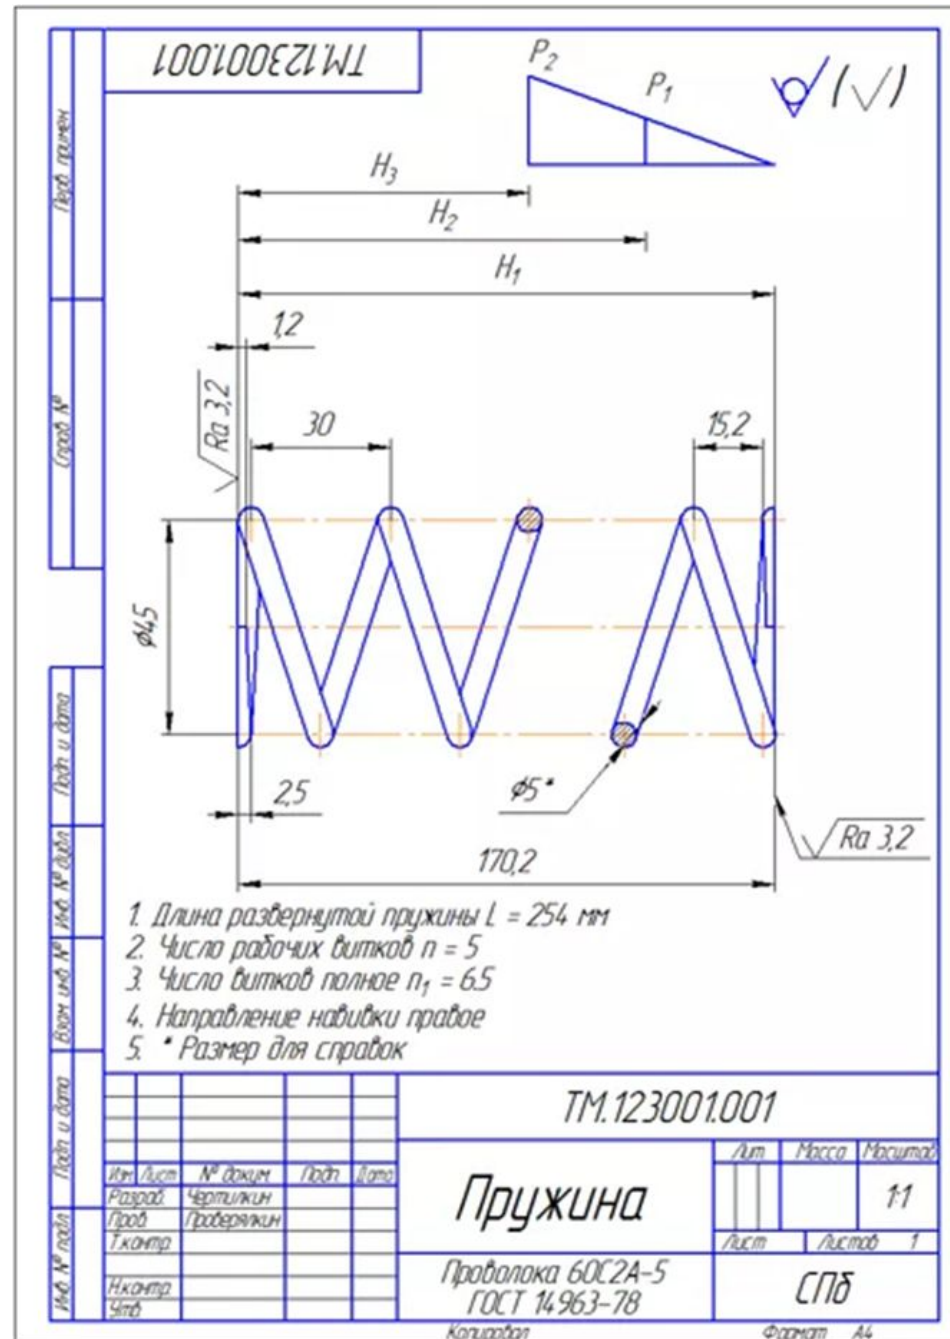 ТМ.123001.001
P2
P1
√ (√)
H3
H2
H1
1,2
Ra 3,2
30
15,2
φ45
2,5
φ5*
Ra 3,2
170,2
1. Длина развернутой пружины L = 254 мм
2. Число рабочих витков n = 5
3. Число витков полное n1 = 6.5
4. Направление навивки правое
5. * Размер для справок
Перв. примен.
Справ. №
Подп. и дата
Инв. № дубл.
Взам. инв. №
Подп. и дата
Инв. № подл.
ТМ.123001.001
Изм Лист № докум. Подп. Дата
Разраб. Чертилкин
Пров. Проверялкин
Т.контр.
Н.контр.
Утв.
Пружина
Лит. Масса Масштаб
1:1
Лист Листов 1
Проволока 60С2А-5
ГОСТ 14963-78
СПб
Копировал Формат А4